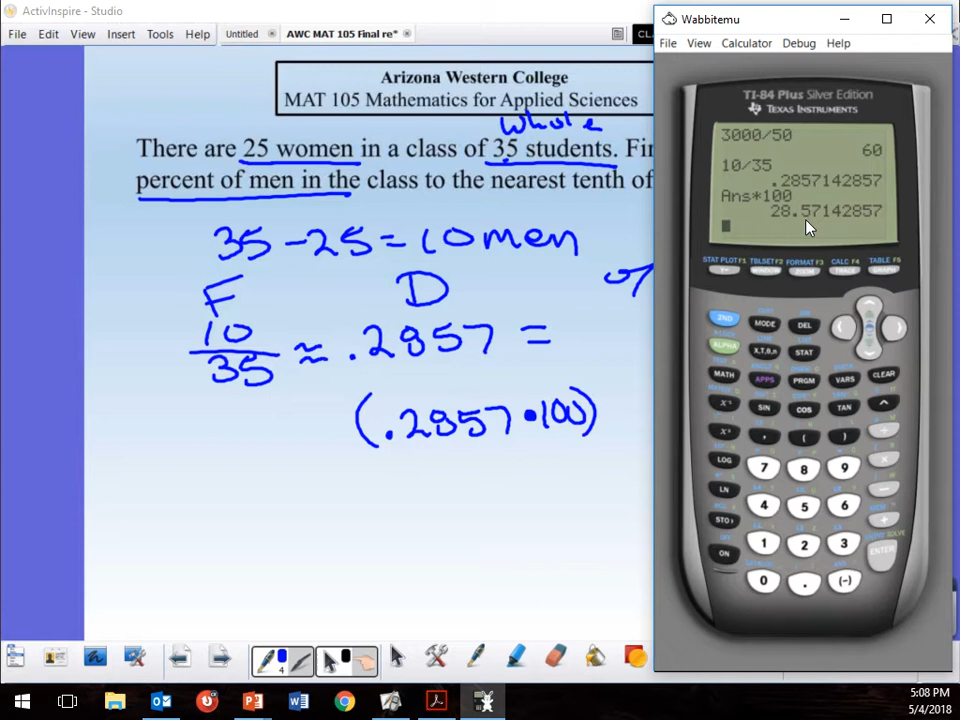 ActivInspire - Studio
File Edit View Insert Tools Help
Untitled AWC MAT 105 Final re*
Arizona Western College
MAT 105 Mathematics for Applied Sciences
whole
There are 25 women in a class of 35 students.
percent of men in the class to the nearest tenth of
35 - 25 = 10 men
F D
10/35 ≈ .2857 =
(.2857 • 100)
4
Wabbitemu
File View Calculator Debug Help
TI-84 Plus Silver Edition
TEXAS INSTRUMENTS
3000/50
60
10/35
.2857142857
Ans*100
28.57142857
STAT PLOT F1 TBLSET F2 FORMAT F3 CALC F4 TABLE F5
Y= WINDOW ZOOM TRACE GRAPH
2ND MODE DEL
ALPHA X,T,θ,n STAT
MATH APPS PRGM VARS CLEAR
SIN COS TAN ^
x² , ( ) ÷
LOG 7 8 9 ×
LN 4 5 6 −
STO› 1 2 3 +
ON 0 . (-) ENTER
5:08 PM
5/4/2018